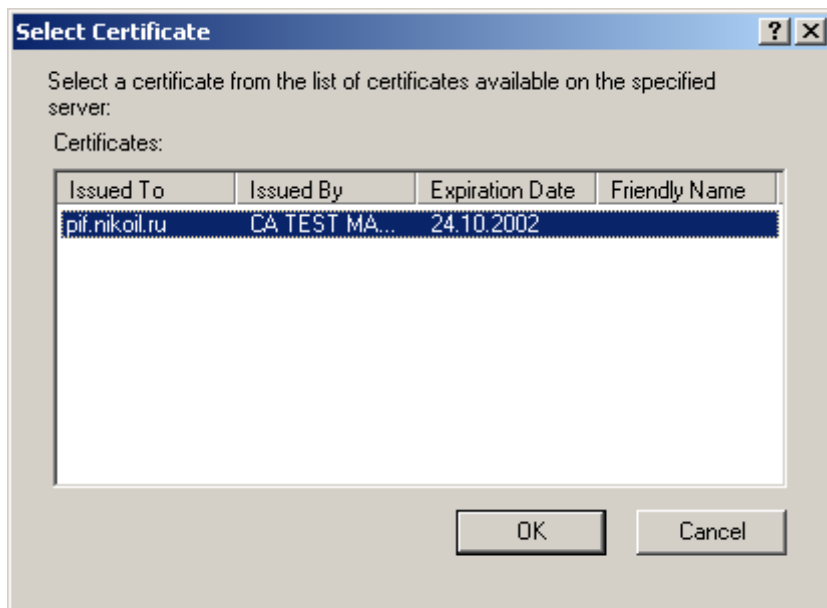 Select Certificate
Select a certificate from the list of certificates available on the specified
server:
Certificates:
Issued To Issued By Expiration Date Friendly Name
pif.nikoil.ru CA TEST MA... 24.10.2002
OK Cancel